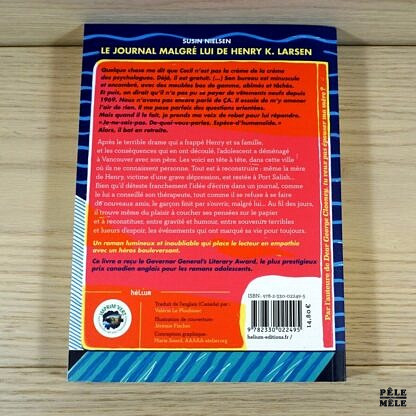 SUSIN NIELSEN
LE JOURNAL MALGRÉ LUI DE HENRY K. LARSEN
Quelque chose me dit que Cecil n'est pas la crème de la crème
des psychologues. Déjà, il est gratuit. (...) Son bureau est minuscule
et encombré, avec des meubles bas de gamme, abîmés et tachés.
Et puis, on dirait qu'il n'a pas pu se payer de vêtements neufs depuis
1969. Nous n'avons pas encore parlé de ÇA. Il essaie de m'y amener
l'air de rien. Il me pose parfois des questions orientées.
Mais quand il le fait, je prends ma voix de robot pour lui répondre.
« Je-ne-sais-pas. De-quoi-vous-parlez. Espèce-d'humanoïde. »
Alors, il bat en retraite.
Après le terrible drame qui a frappé Henry et sa famille,
et les conséquences qui en ont découlé, l'adolescent a déménagé
à Vancouver avec son père. Les voici en tête à tête, dans cette ville
où ils ne connaissent personne. Tout est à reconstruire : même la mère
de Henry, victime d'une grave dépression, est restée à Port Salish...
Bien qu'il déteste franchement l'idée d'écrire dans un journal, comme
le lui a conseillé son thérapeute, tout comme il se refuse à se faire
de nouveaux amis, le garçon finit par s'ouvrir, malgré lui... Au fil des jours,
il trouve même du plaisir à coucher ses pensées sur le papier
et à reconstituer, entre gravité et humour, entre souvenirs terribles
et lueurs d'espoir, les événements qui ont marqué sa vie pour toujours.
Un roman lumineux et inoubliable qui place le lecteur en empathie
avec un héros bouleversant.
Ce livre a reçu le Governor General's Literary Award, le plus prestigieux
prix canadien anglais pour les romans adolescents.
Par l'auteure de Dear George Clooney, tu veux pas épouser ma mère ?
hélium
Traduit de l'anglais (Canada) par :
Valérie Le Plouhinec
Illustration de couverture :
Jérémie Fischer
Conception graphique :
ISBN : 978-2-330-02249-5
9 782330 022495
14,80 €
helium-editions.fr /
IMPRIM'VERT
PÊLE
MÊLE